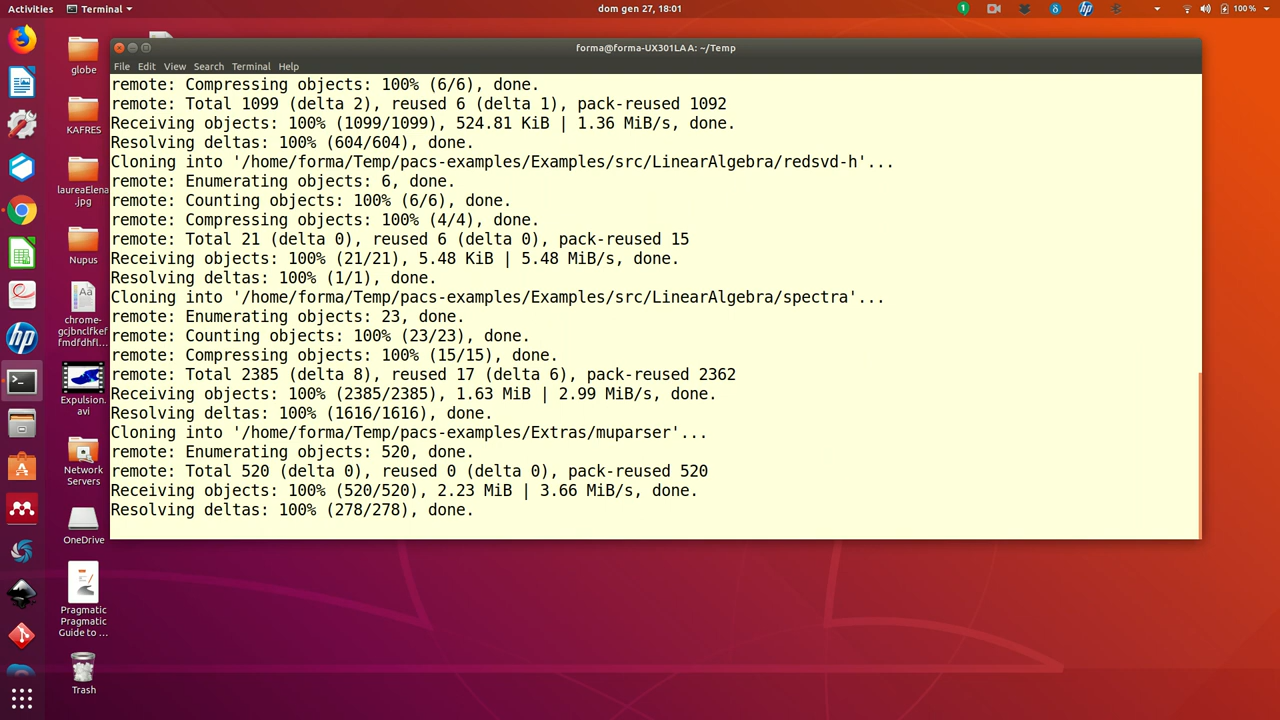 Activities
Terminal
dom gen 27, 18:01
1
100%
forma@forma-UX301LAA: ~/Temp
File Edit View Search Terminal Help
remote: Compressing objects: 100% (6/6), done.
remote: Total 1099 (delta 2), reused 6 (delta 1), pack-reused 1092
Receiving objects: 100% (1099/1099), 524.81 KiB | 1.36 MiB/s, done.
Resolving deltas: 100% (604/604), done.
Cloning into '/home/forma/Temp/pacs-examples/Examples/src/LinearAlgebra/redsvd-h'...
remote: Enumerating objects: 6, done.
remote: Counting objects: 100% (6/6), done.
remote: Compressing objects: 100% (4/4), done.
remote: Total 21 (delta 0), reused 6 (delta 0), pack-reused 15
Receiving objects: 100% (21/21), 5.48 KiB | 5.48 MiB/s, done.
Resolving deltas: 100% (1/1), done.
Cloning into '/home/forma/Temp/pacs-examples/Examples/src/LinearAlgebra/spectra'...
remote: Enumerating objects: 23, done.
remote: Counting objects: 100% (23/23), done.
remote: Compressing objects: 100% (15/15), done.
remote: Total 2385 (delta 8), reused 17 (delta 6), pack-reused 2362
Receiving objects: 100% (2385/2385), 1.63 MiB | 2.99 MiB/s, done.
Resolving deltas: 100% (1616/1616), done.
Cloning into '/home/forma/Temp/pacs-examples/Extras/muparser'...
remote: Enumerating objects: 520, done.
remote: Total 520 (delta 0), reused 0 (delta 0), pack-reused 520
Receiving objects: 100% (520/520), 2.23 MiB | 3.66 MiB/s, done.
Resolving deltas: 100% (278/278), done.
globe
KAFRES
laureaElena
.jpg
Nupus
chrome-
gcjbnclfkef
fmdfdhfl...
Expulsion.
avi
Network
Servers
OneDrive
Pragmatic
Pragmatic
Guide to ...
Trash
hp
hp